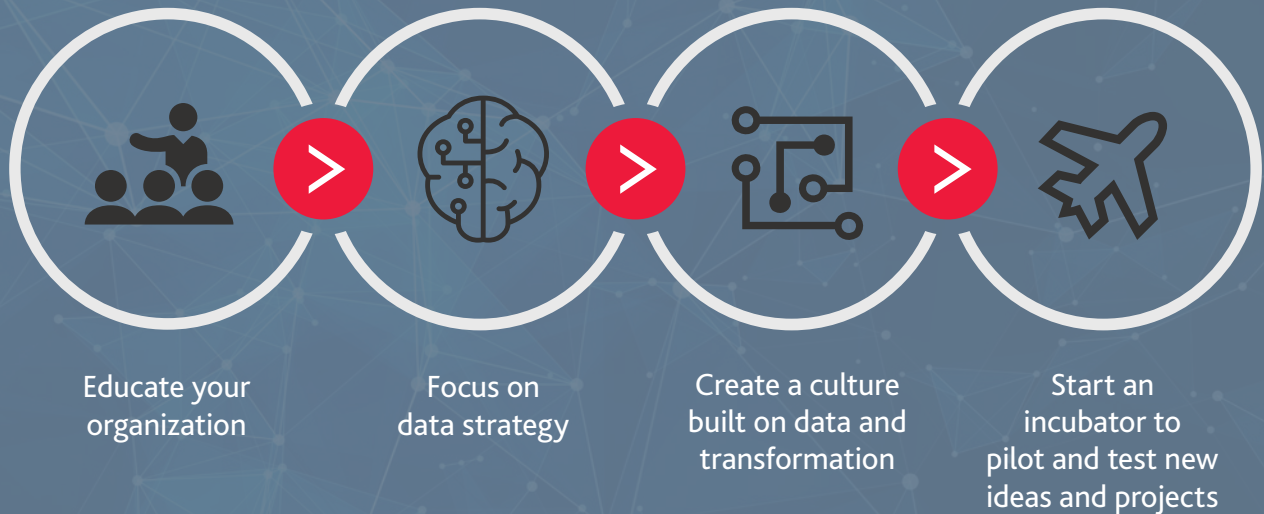 Educate your
organization
Focus on
data strategy
Create a culture
built on data and
transformation
Start an
incubator to
pilot and test new
ideas and projects